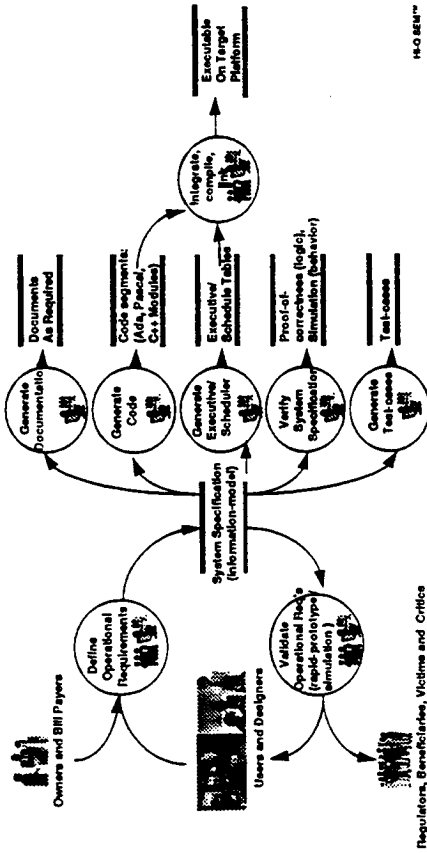 Owners and Bill Payers
Define
Operational
Requirements
Users and Designers
Validate
Operational Req's
(rapid-prototype,
simulation )
Regulators, Beneficiaries, Victims and Critics
System Specification
(information-model)
Generate
Documentation
Documents
As Required
Generate
Code
Code segments:
(Ada, Pascal,
C++ Modules)
Generate
Executive/
Scheduler
Executive/
Schedule Tables
Verify
System
Specification
Proof-of-
correctness (logic),
Simulation (behavior)
Generate
Test-cases
Test-cases
Integrate,
compile,
link
Executable
On Target
Platform
HI-Q SEM™